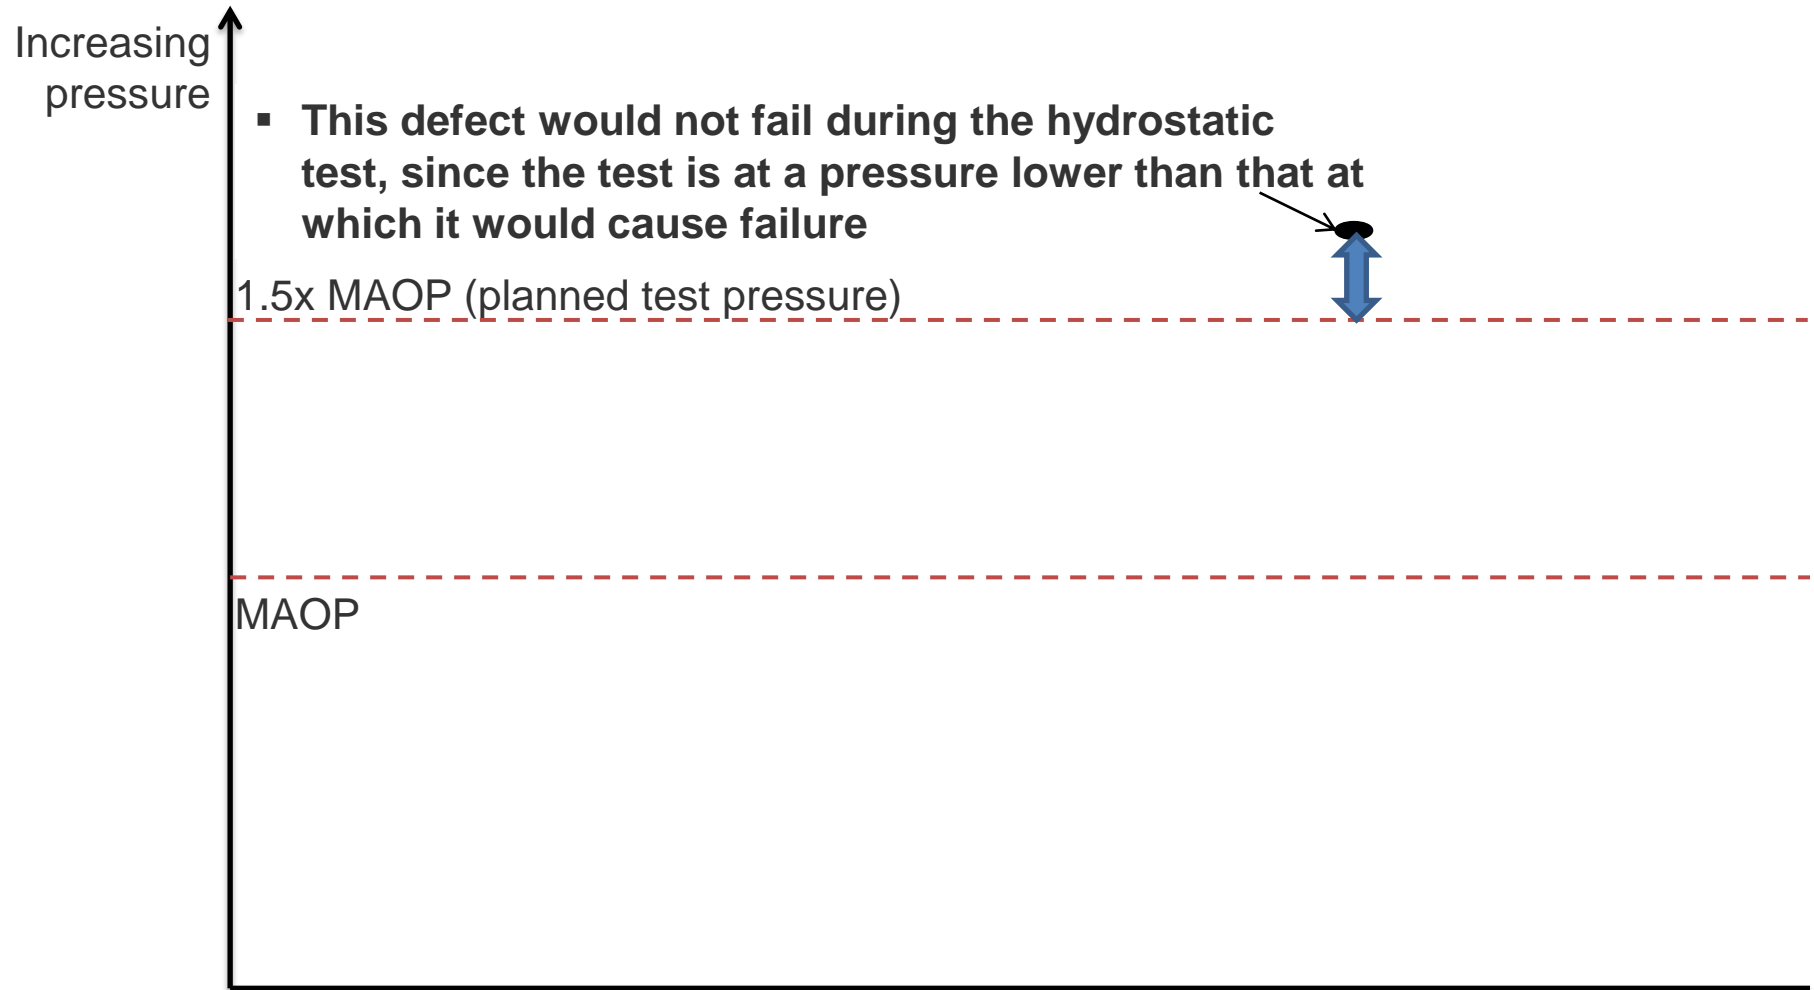 Increasing
pressure
▪ This defect would not fail during the hydrostatic
test, since the test is at a pressure lower than that at
which it would cause failure
1.5x MAOP (planned test pressure)
MAOP